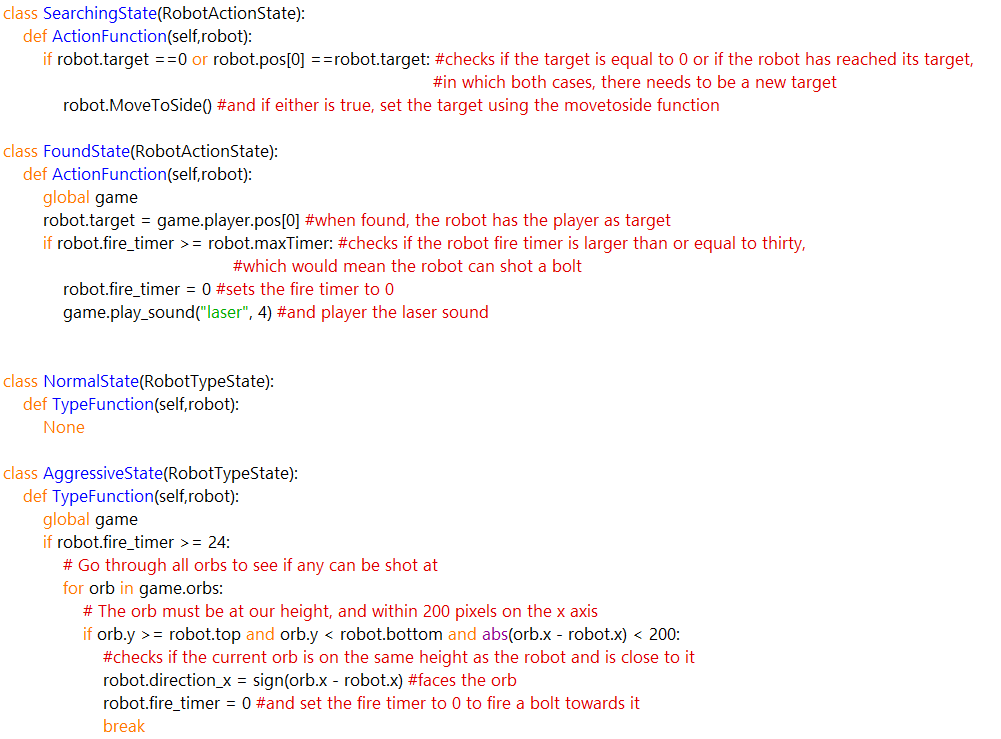 class SearchingState(RobotActionState):
    def ActionFunction(self,robot):
        if robot.target ==0 or robot.pos[0] ==robot.target: #checks if the target is equal to 0 or if the robot has reached its target,
                                                            #in which both cases, there needs to be a new target
            robot.MoveToSide() #and if either is true, set the target using the movetoside function

class FoundState(RobotActionState):
    def ActionFunction(self,robot):
        global game
        robot.target = game.player.pos[0] #when found, the robot has the player as target
        if robot.fire_timer >= robot.maxTimer: #checks if the robot fire timer is larger than or equal to thirty,
                                               #which would mean the robot can shot a bolt
            robot.fire_timer = 0 #sets the fire timer to 0
            game.play_sound("laser", 4) #and player the laser sound


class NormalState(RobotTypeState):
    def TypeFunction(self,robot):
        None

class AggressiveState(RobotTypeState):
    def TypeFunction(self,robot):
        global game
        if robot.fire_timer >= 24:
            # Go through all orbs to see if any can be shot at
            for orb in game.orbs:
                # The orb must be at our height, and within 200 pixels on the x axis
                if orb.y >= robot.top and orb.y < robot.bottom and abs(orb.x - robot.x) < 200:
                    #checks if the current orb is on the same height as the robot and is close to it
                    robot.direction_x = sign(orb.x - robot.x) #faces the orb
                    robot.fire_timer = 0 #and set the fire timer to 0 to fire a bolt towards it
                    break